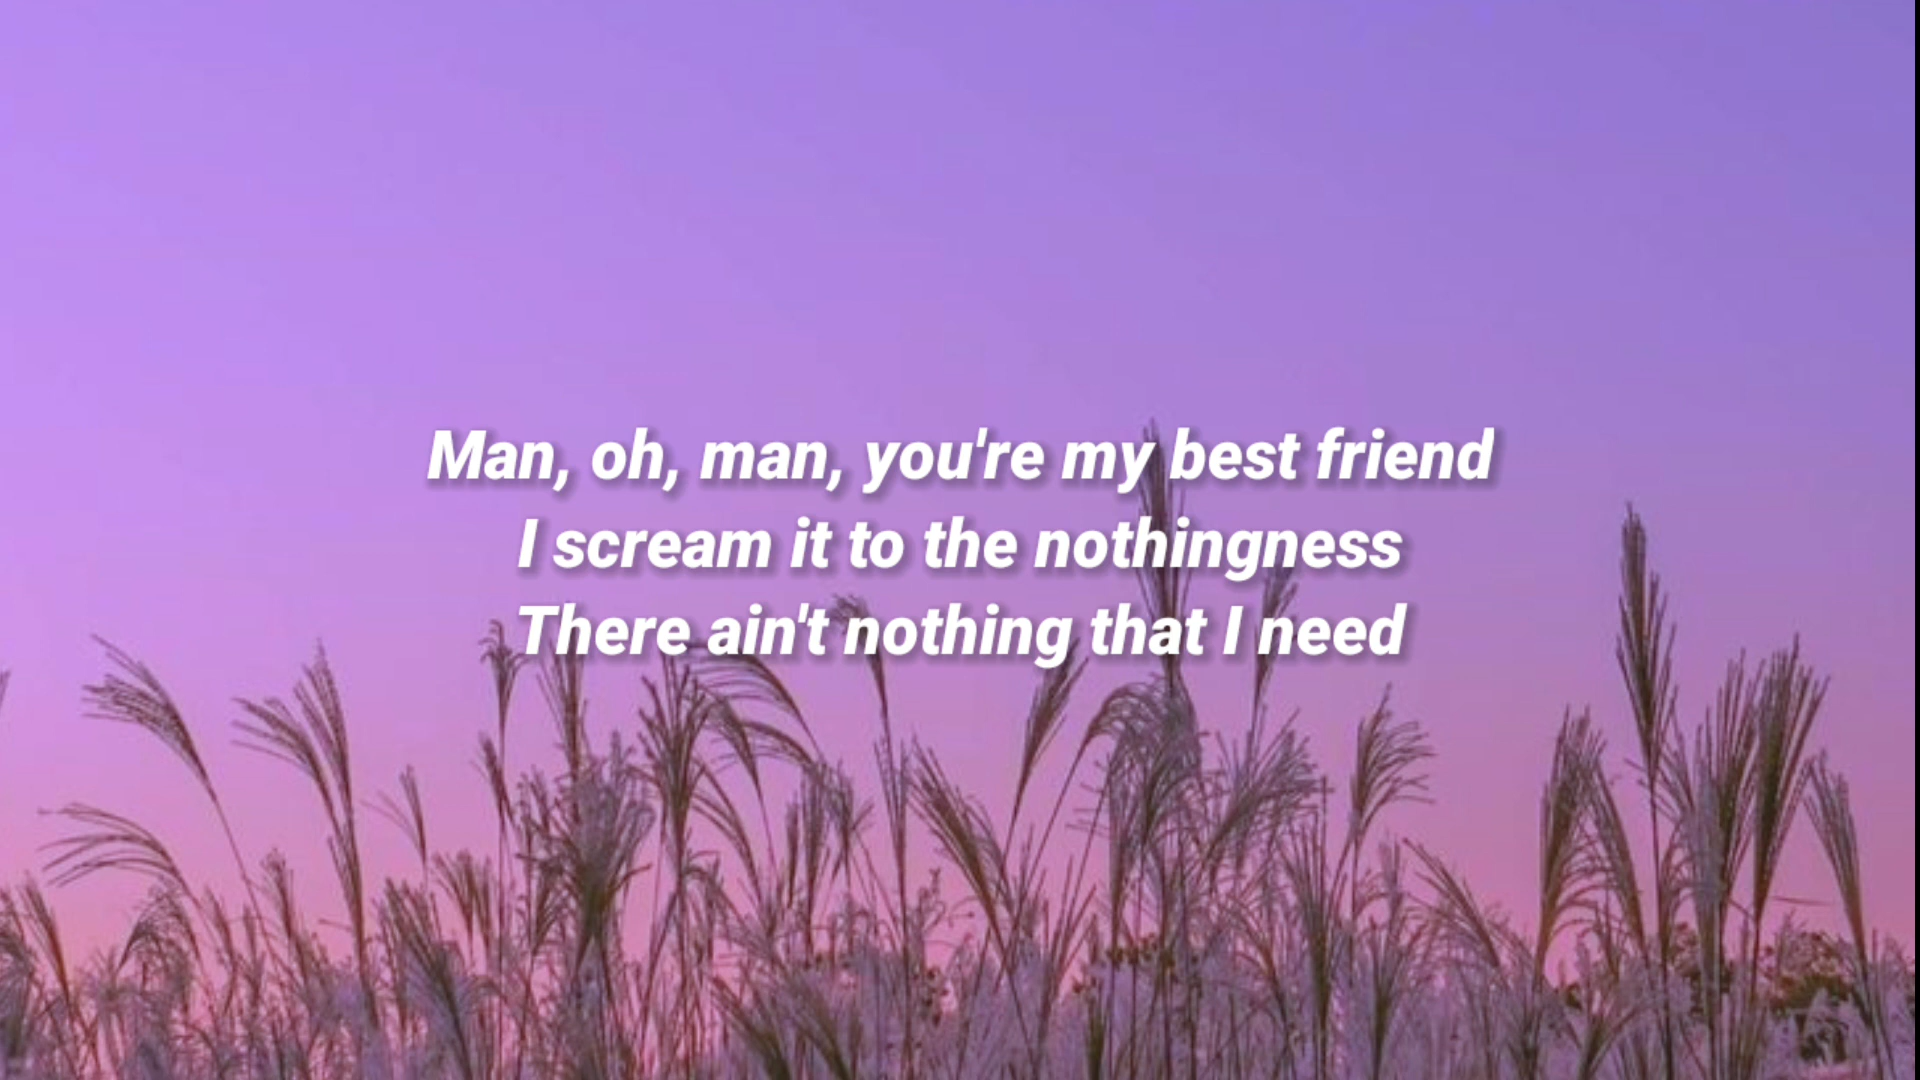 Man, oh, man, you're my best friend
I scream it to the nothingness
There ain't nothing that I need